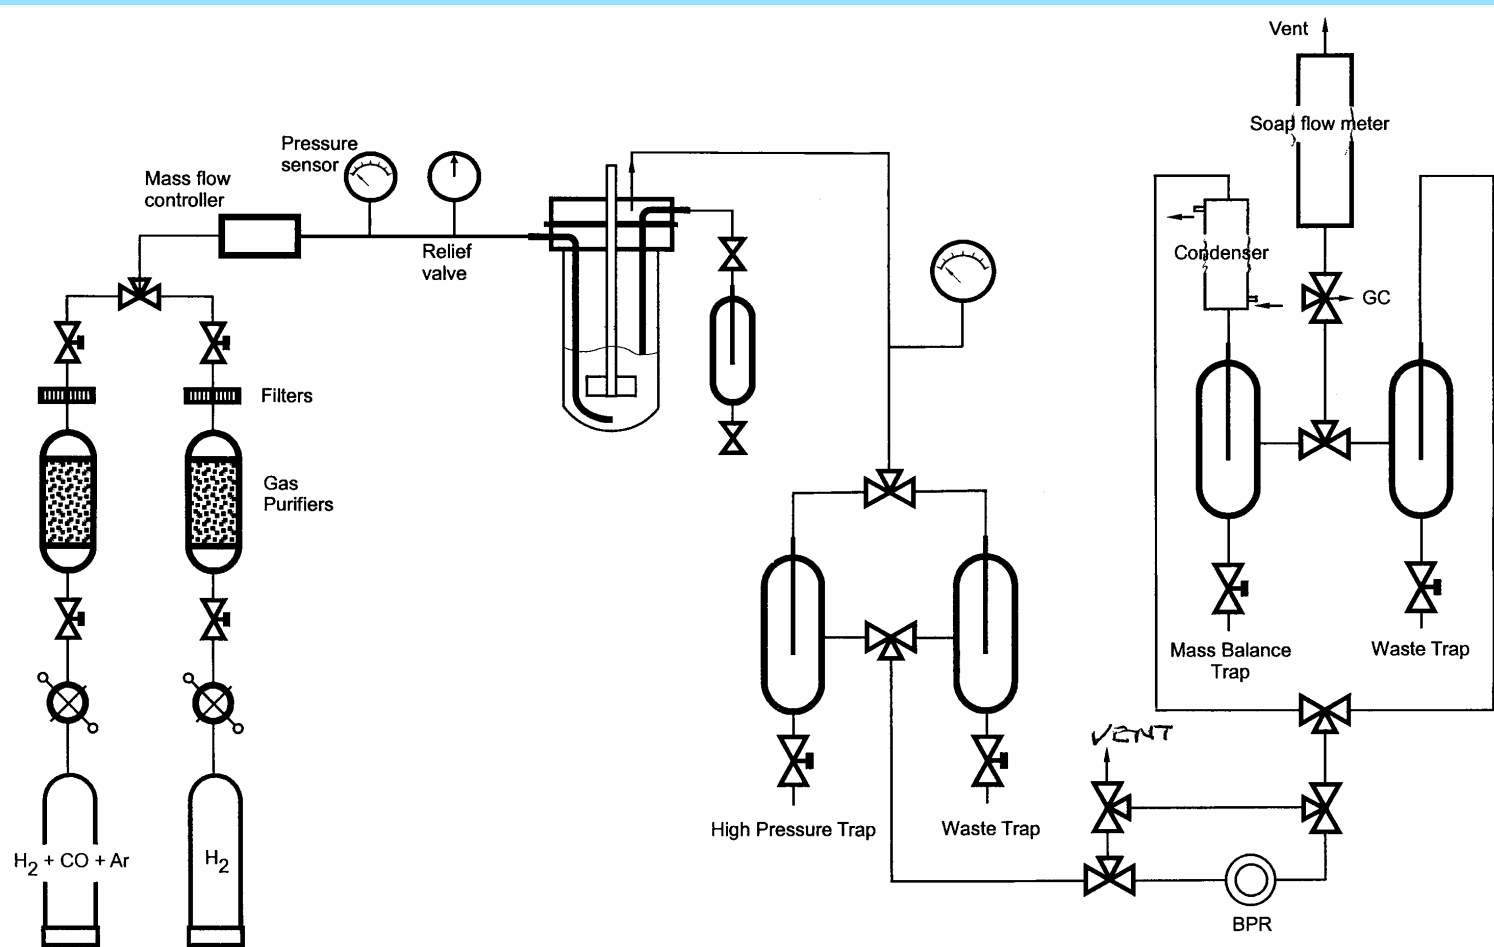 Vent
Soap flow meter
Pressure
sensor
Mass flow
controller
Relief
valve
Condenser
GC
Filters
Gas
Purifiers
Mass Balance
Trap
Waste Trap
VENT
High Pressure Trap
Waste Trap
H2 + CO + Ar
H2
BPR